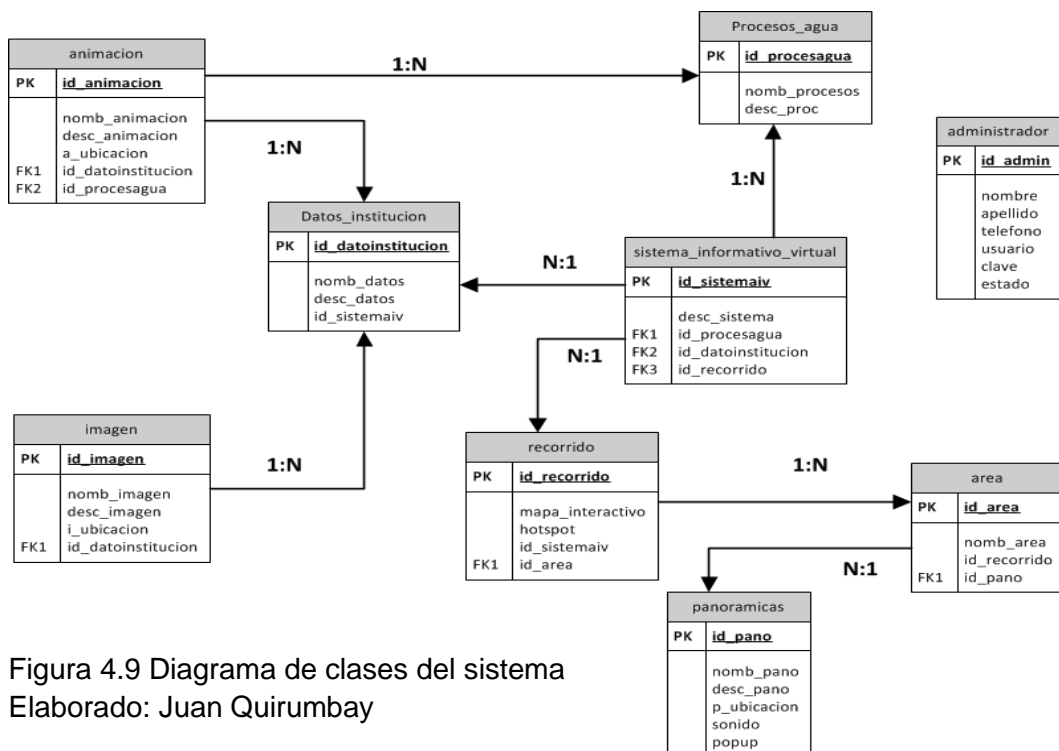 animacion
PK id_animacion
nomb_animacion
desc_animacion
a_ubicacion
FK1 id_datoinstitucion
FK2 id_procesagua
1:N
Procesos_agua
PK id_procesagua
nomb_procesos
desc_proc
1:N
1:N
administrador
PK id_admin
nombre
apellido
telefono
usuario
clave
estado
Datos_institucion
PK id_datoinstitucion
nomb_datos
desc_datos
id_sistemaiv
N:1
sistema_informativo_virtual
PK id_sistemaiv
desc_sistema
FK1 id_procesagua
FK2 id_datoinstitucion
FK3 id_recorrido
N:1
imagen
PK id_imagen
nomb_imagen
desc_imagen
i_ubicacion
FK1 id_datoinstitucion
1:N
recorrido
PK id_recorrido
mapa_interactivo
hotspot
id_sistemaiv
FK1 id_area
1:N
area
PK id_area
nomb_area
id_recorrido
FK1 id_pano
N:1
panoramicas
PK id_pano
nomb_pano
desc_pano
p_ubicacion
sonido
popup
Figura 4.9 Diagrama de clases del sistema
Elaborado: Juan Quirumbay